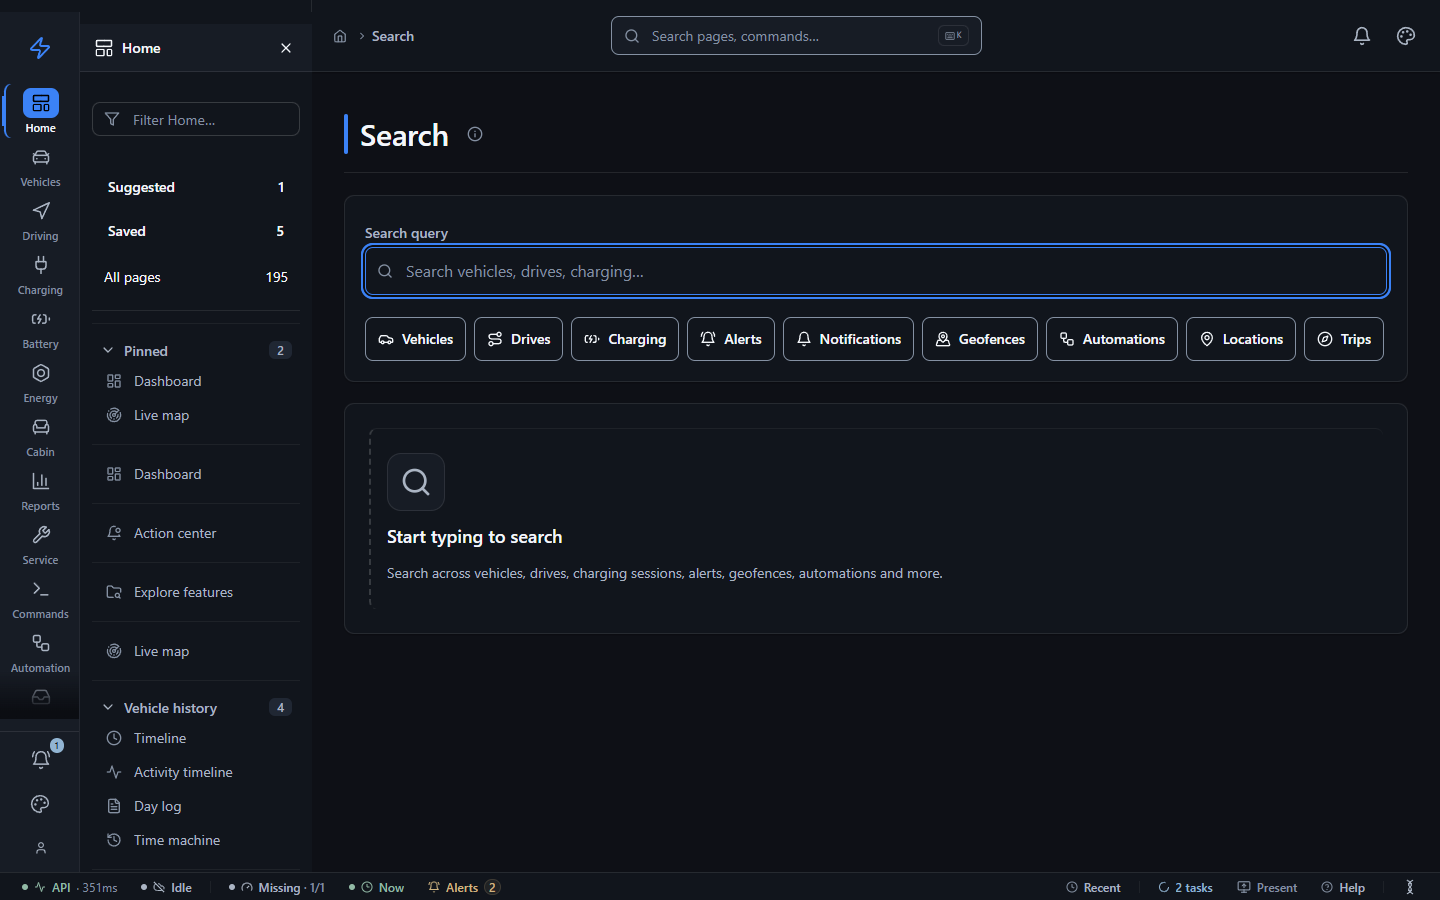 Home
Vehicles
Driving
Charging
Battery
Energy
Cabin
Reports
Service
Commands
Automation
1
Home
Filter Home...
Suggested 1
Saved 5
All pages 195
Pinned 2
Dashboard
Live map
Dashboard
Action center
Explore features
Live map
Vehicle history 4
Timeline
Activity timeline
Day log
Time machine
Search
Search pages, commands... K
Search
Search query
Search vehicles, drives, charging...
Vehicles Drives Charging Alerts Notifications Geofences Automations Locations Trips
Start typing to search
Search across vehicles, drives, charging sessions, alerts, geofences, automations and more.
API · 351ms Idle Missing · 1/1 Now Alerts 2 Recent 2 tasks Present Help